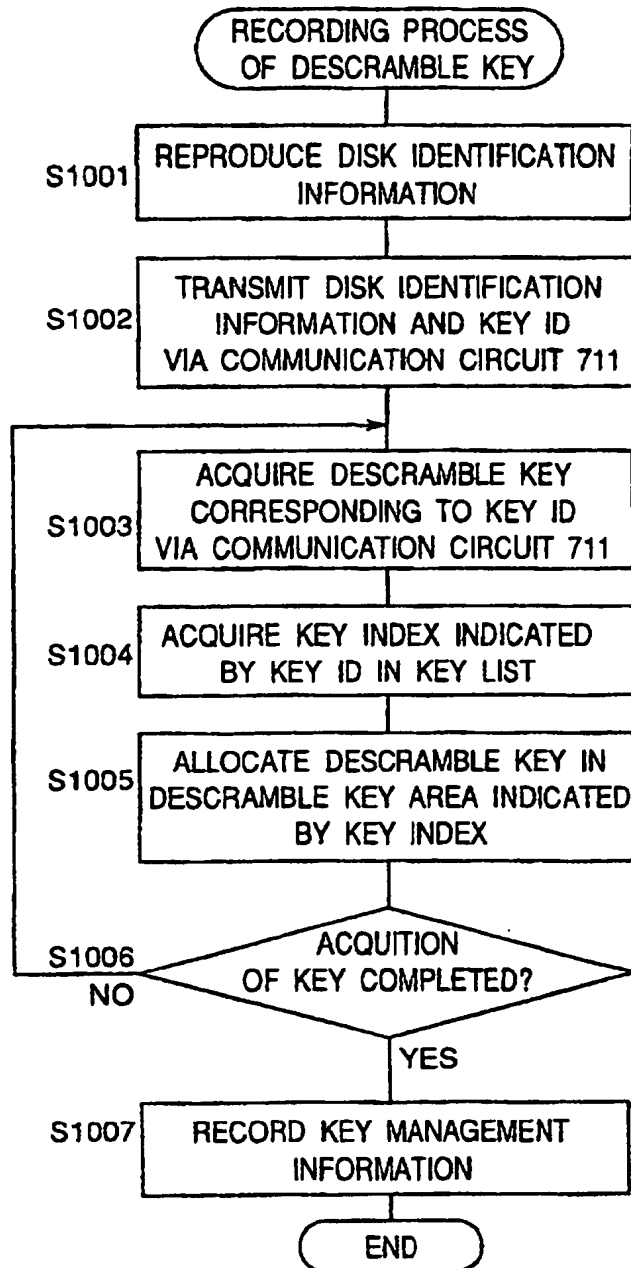 RECORDING PROCESS
OF DESCRAMBLE KEY
S1001
REPRODUCE DISK IDENTIFICATION
INFORMATION
S1002
TRANSMIT DISK IDENTIFICATION
INFORMATION AND KEY ID
VIA COMMUNICATION CIRCUIT 711
S1003
ACQUIRE DESCRAMBLE KEY
CORRESPONDING TO KEY ID
VIA COMMUNICATION CIRCUIT 711
S1004
ACQUIRE KEY INDEX INDICATED
BY KEY ID IN KEY LIST
S1005
ALLOCATE DESCRAMBLE KEY IN
DESCRAMBLE KEY AREA INDICATED
BY KEY INDEX
S1006
ACQUITION
OF KEY COMPLETED?
NO
YES
S1007
RECORD KEY MANAGEMENT
INFORMATION
END